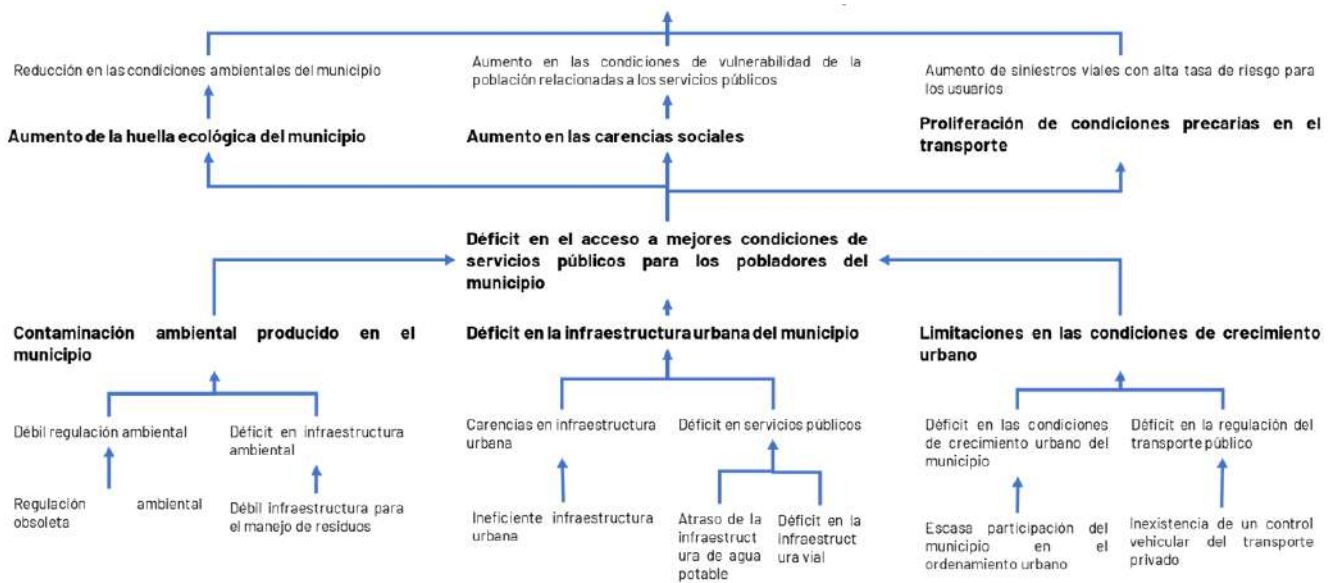 Reducción en las condiciones ambientales del municipio
Aumento en las condiciones de vulnerabilidad de la
población relacionadas a los servicios públicos
Aumento de siniestros viales con alta tasa de riesgo para
los usuarios
Aumento de la huella ecológica del municipio
Aumento en las carencias sociales
Proliferación de condiciones precarias en el
transporte
Déficit en el acceso a mejores condiciones de
servicios públicos para los pobladores del
municipio
Contaminación ambiental producido en el
municipio
Déficit en la infraestructura urbana del municipio
Limitaciones en las condiciones de crecimiento
urbano
Débil regulación ambiental
Déficit en infraestructura
ambiental
Carencias en infraestructura
urbana
Déficit en servicios públicos
Déficit en las condiciones
de crecimiento urbano del
municipio
Déficit en la regulación del
transporte público
Regulación ambiental
obsoleta
Débil infraestructura para
el manejo de residuos
Ineficiente infraestructura
urbana
Atraso de la
infraestruct
ura de agua
potable
Déficit en la
infraestruct
ura vial
Escasa participación del
municipio en el
ordenamiento urbano
Inexistencia de un control
vehicular del transporte
privado